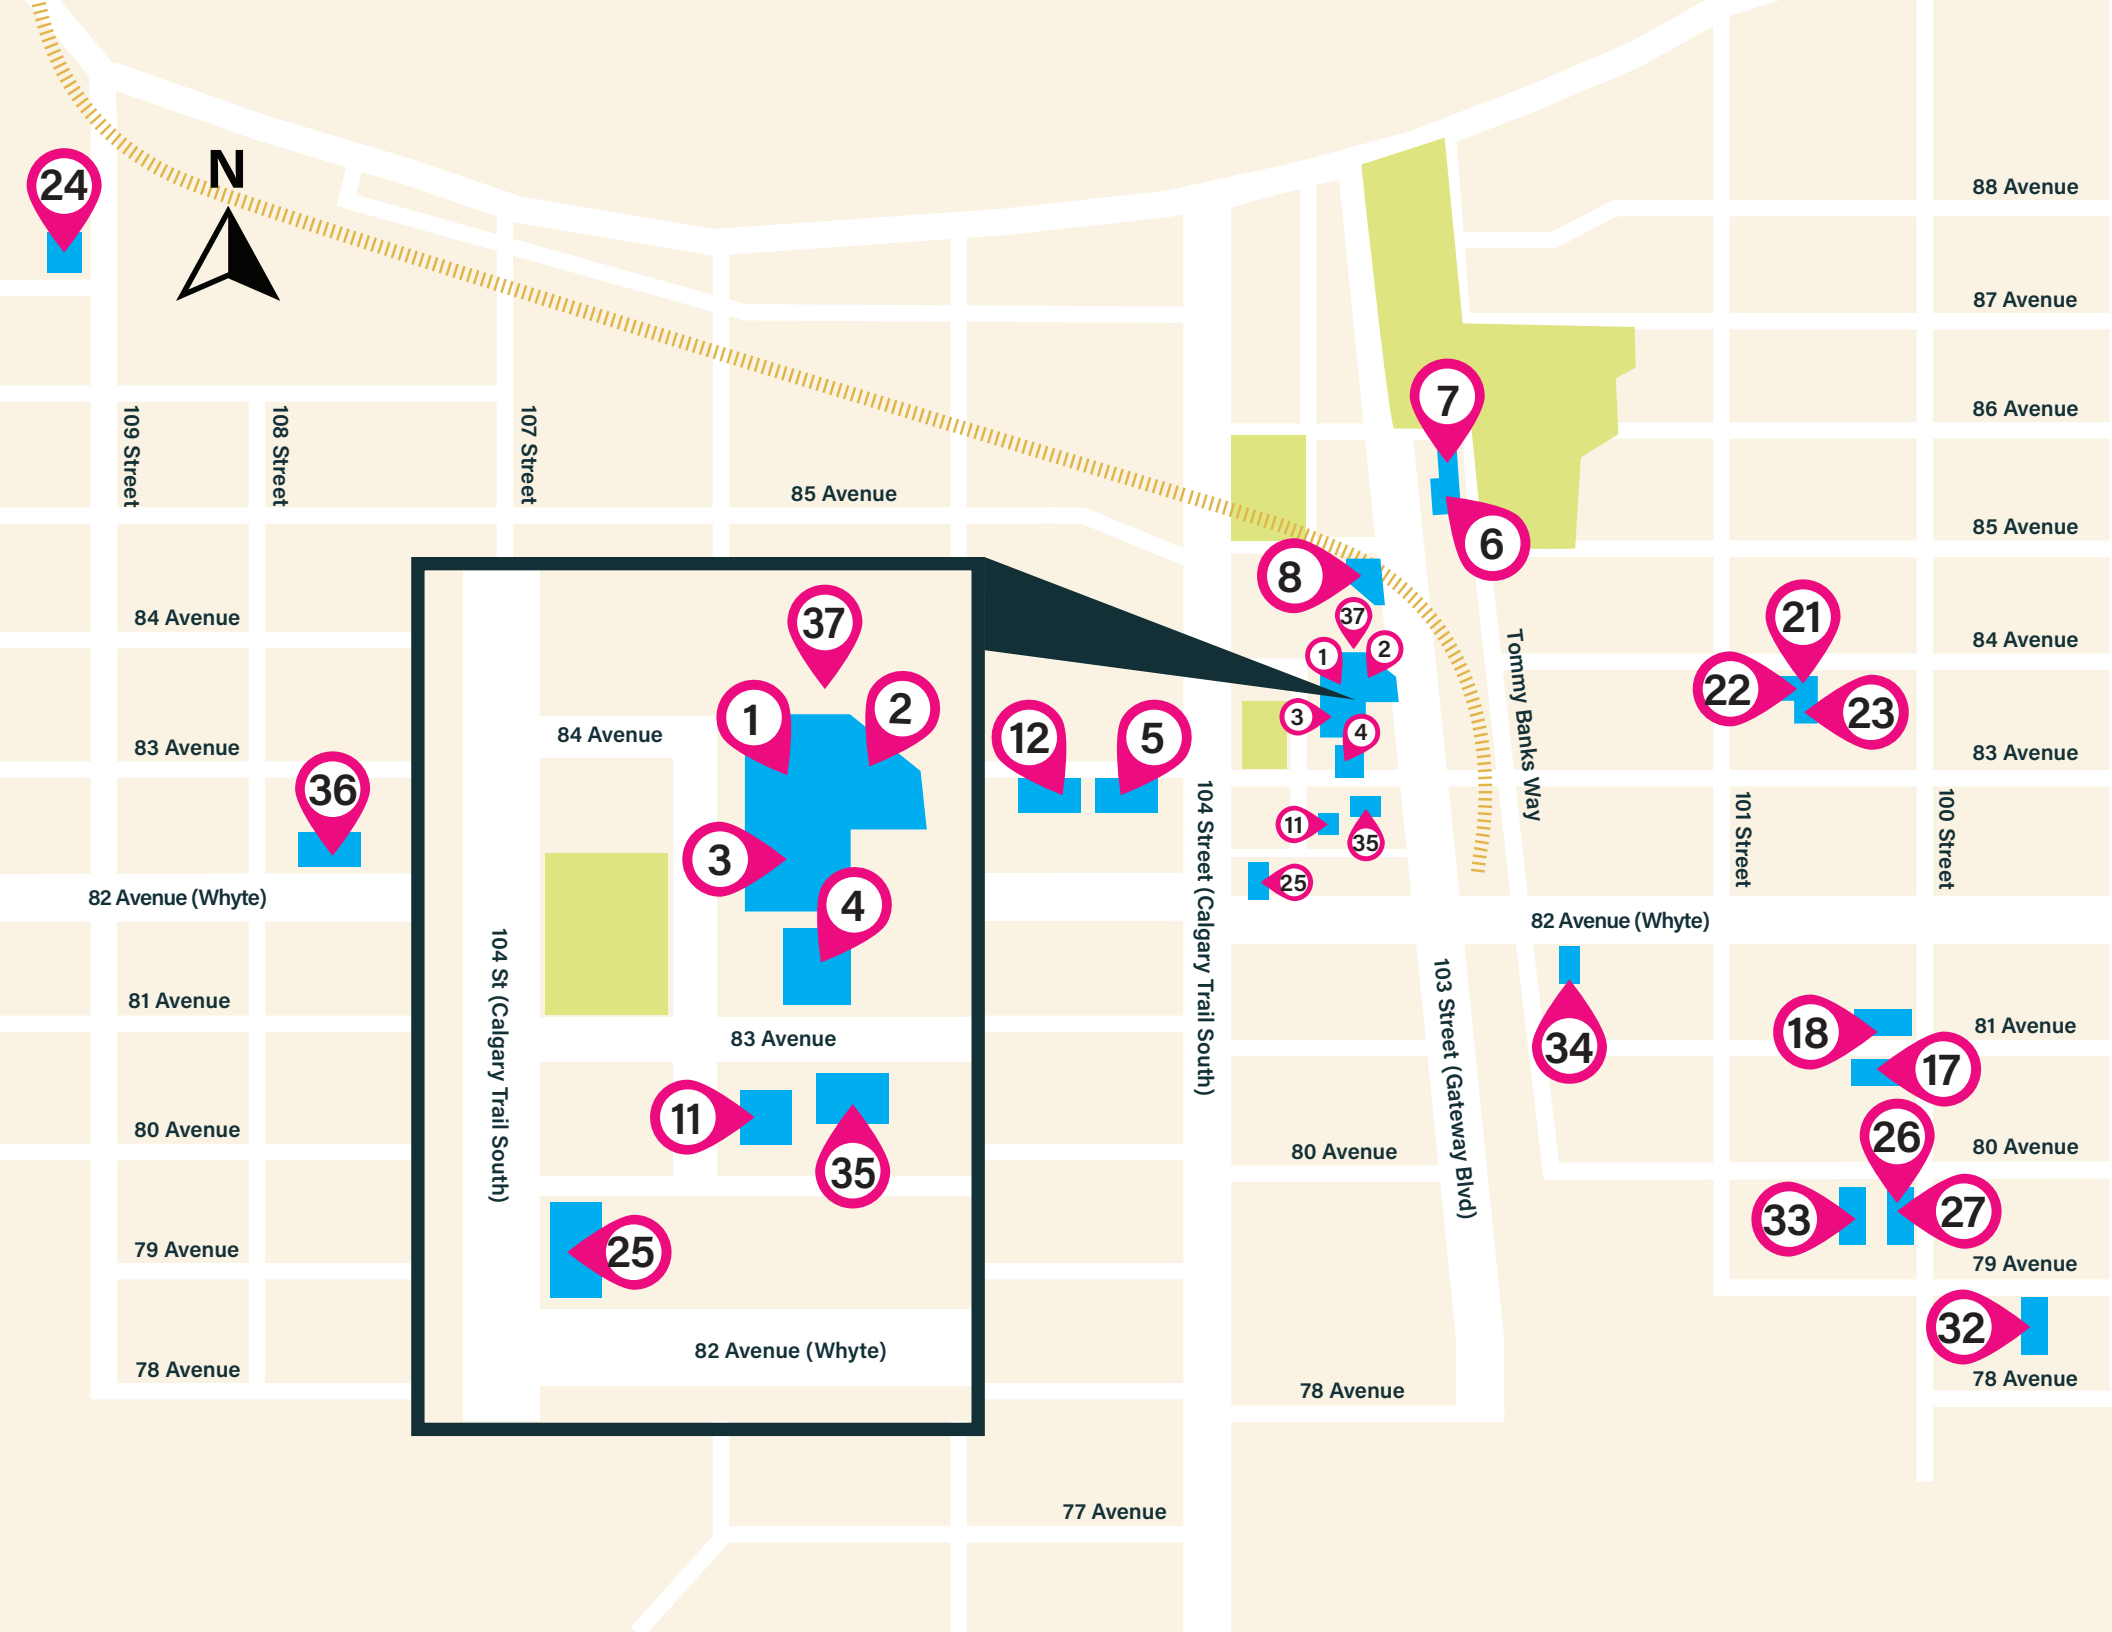 N
24
88 Avenue
87 Avenue
7
86 Avenue
109 Street
108 Street
107 Street
85 Avenue
85 Avenue
6
8
37
1
2
3
4
11
35
25
84 Avenue
83 Avenue
36
82 Avenue (Whyte)
81 Avenue
80 Avenue
79 Avenue
78 Avenue
37
1
2
84 Avenue
3
4
104 St (Calgary Trail South)
83 Avenue
11
35
25
82 Avenue (Whyte)
12
5
104 Street (Calgary Trail South)
Tommy Banks Way
21
22
23
84 Avenue
83 Avenue
101 Street
100 Street
82 Avenue (Whyte)
103 Street (Gateway Blvd)
34
18
17
81 Avenue
26
80 Avenue
80 Avenue
33
27
79 Avenue
32
78 Avenue
78 Avenue
77 Avenue